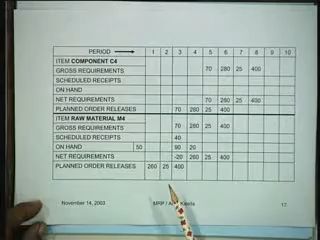 PERIOD 1 2 3 4 5 6 7 8 9 10
ITEM COMPONENT C4
GROSS REQUIREMENTS 70 280 25 400
SCHEDULED RECEIPTS
ON HAND
NET REQUIREMENTS 70 280 25 400
PLANNED ORDER RELEASES 70 280 25 400
ITEM RAW MATERIAL M4
GROSS REQUIREMENTS 70 280 25 400
SCHEDULED RECEIPTS 40
ON HAND 50 90 20
NET REQUIREMENTS -20 260 25 400
PLANNED ORDER RELEASES 260 25 400
November 14, 2003 MRP / 17